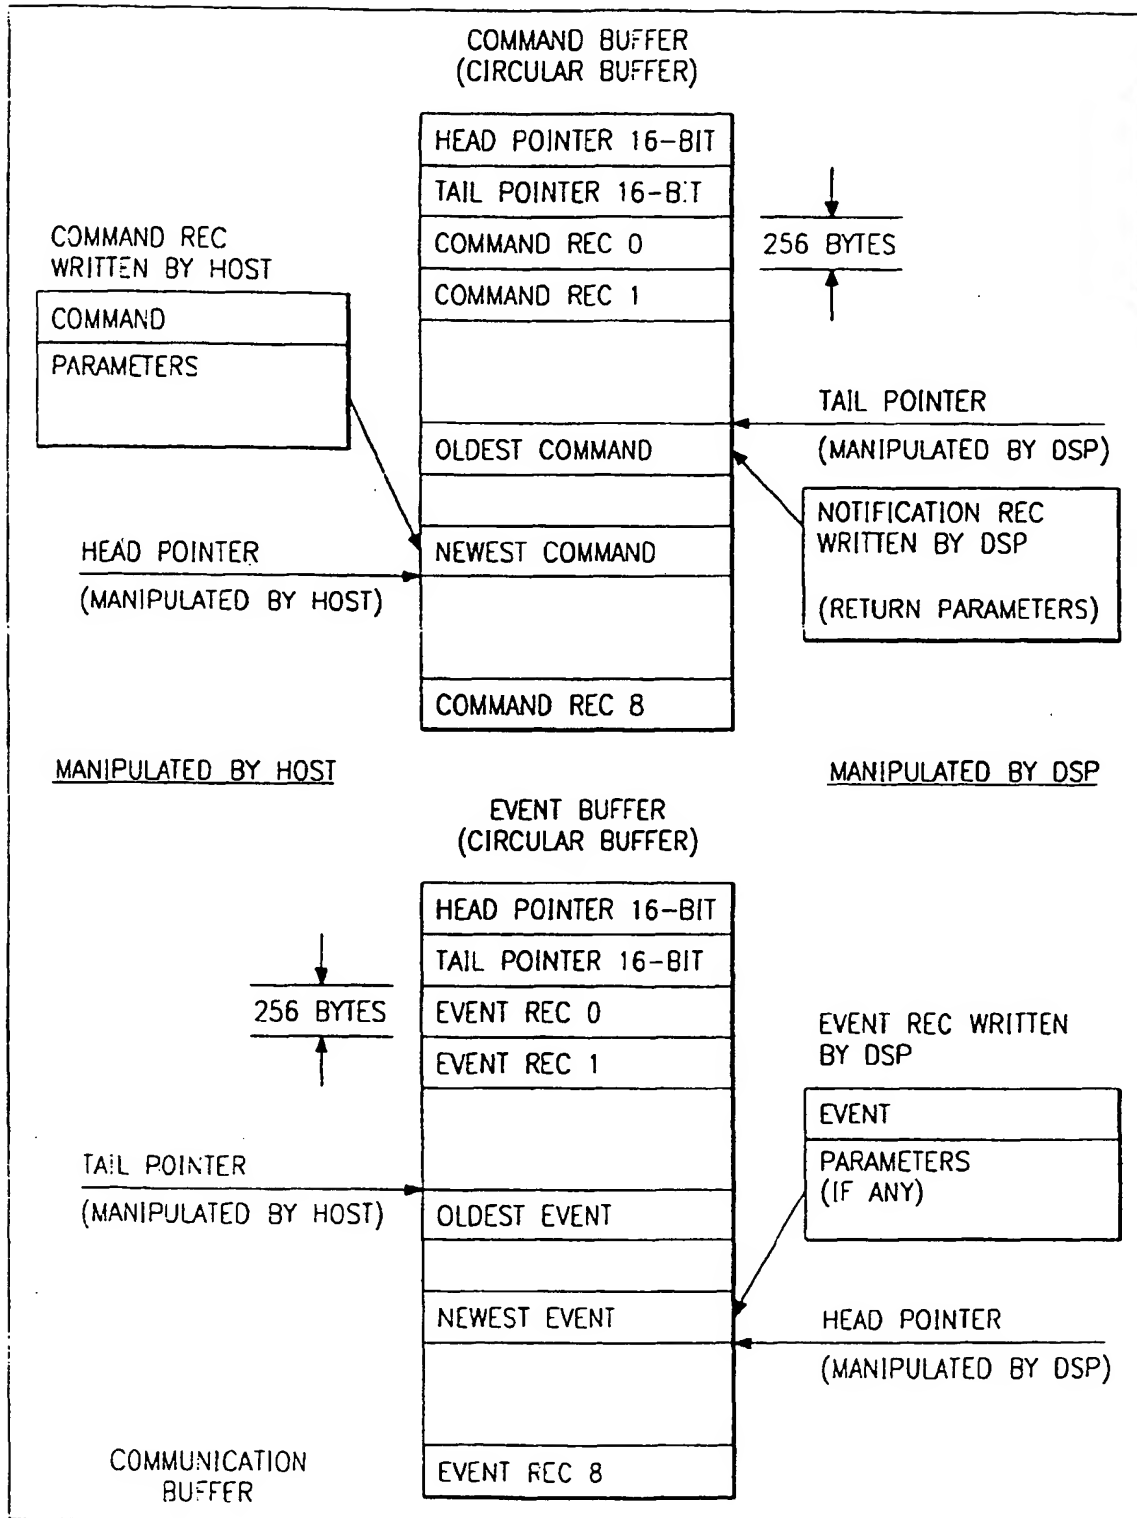 COMMAND BUFFER
(CIRCULAR BUFFER)
HEAD POINTER 16-BIT
TAIL POINTER 16-BIT
COMMAND REC 0
COMMAND REC 1
256 BYTES
COMMAND REC
WRITTEN BY HOST
COMMAND
PARAMETERS
TAIL POINTER
(MANIPULATED BY DSP)
OLDEST COMMAND
NOTIFICATION REC
WRITTEN BY DSP
(RETURN PARAMETERS)
HEAD POINTER
(MANIPULATED BY HOST)
NEWEST COMMAND
COMMAND REC 8
MANIPULATED BY HOST
MANIPULATED BY DSP
EVENT BUFFER
(CIRCULAR BUFFER)
HEAD POINTER 16-BIT
TAIL POINTER 16-BIT
256 BYTES
EVENT REC 0
EVENT REC 1
EVENT REC WRITTEN
BY DSP
EVENT
PARAMETERS
(IF ANY)
TAIL POINTER
(MANIPULATED BY HOST)
OLDEST EVENT
NEWEST EVENT
HEAD POINTER
(MANIPULATED BY DSP)
EVENT REC 8
COMMUNICATION
BUFFER